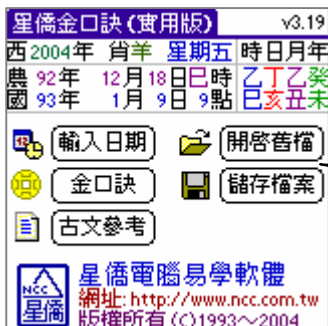 星僑金口訣(實用版) v3.19
西2004年 肖羊 星期五 時日月年
農 92年 12月18日巳時 乙丁乙癸
國 93年 1月 9日 9點 巳亥丑未
輸入日期 開啓舊檔
金口訣 儲存檔案
古文參考
NCC 星僑
星僑電腦易學軟體
網址:http://www.ncc.com.tw
版權所有(C)1993~2004